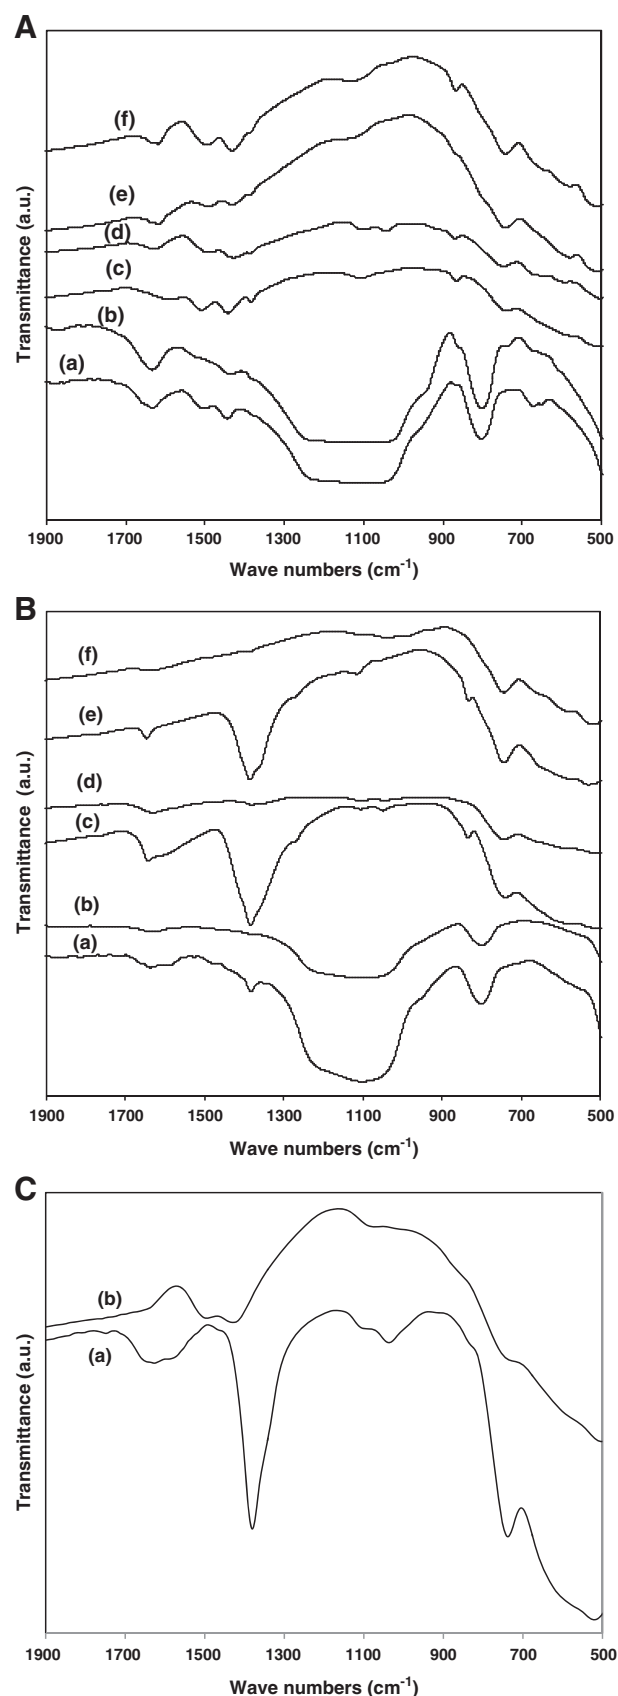 A
(f)
(e)
(d)
(c)
(b)
(a)
Transmittance (a.u.)
1900 1700 1500 1300 1100 900 700 500
Wave numbers (cm-1)
B
(f)
(e)
(d)
(c)
(b)
(a)
Transmittance (a.u.)
1900 1700 1500 1300 1100 900 700 500
Wave numbers (cm-1)
C
(b)
(a)
Transmittance (a.u.)
1900 1700 1500 1300 1100 900 700 500
Wave numbers (cm-1)